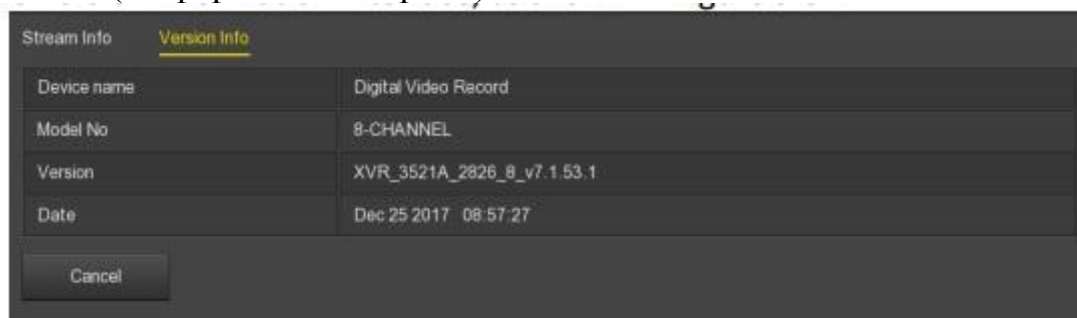 Stream Info Version Info
Device name Digital Video Record
Model No 8-CHANNEL
Version XVR_3521A_2826_8_v7.1.53.1
Date Dec 25 2017 08:57:27
Cancel